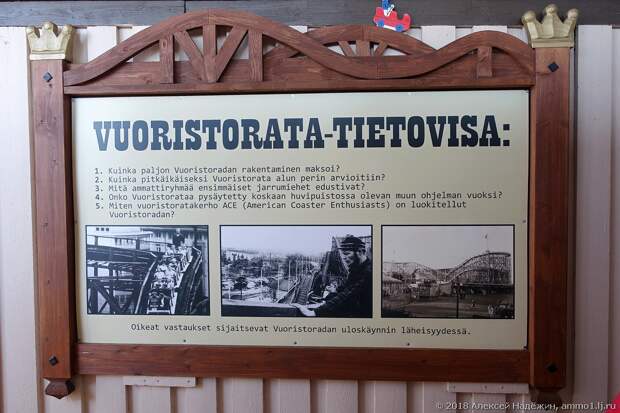 VUORISTORATA-TIETOVISA:
1. Kuinka paljon Vuoristoradan rakentaminen maksoi?
2. Kuinka pitkäikäiseksi Vuoristorata alun perin arvioitiin?
3. Mitä ammattiryhmää ensimmäiset jarrumiehet edustivat?
4. Onko Vuoristorataa pysäytetty koskaan huvipuistossa olevan muun ohjelman vuoksi?
5. Miten vuoristoratakerho ACE (American Coaster Enthusiasts) on luokitellut
Vuoristoradan?
Oikeat vastaukset sijaitsevat Vuoristoradan uloskäynnin läheisyydessä.
© 2018 Алексей Надёжин, ammo1.lj.ru